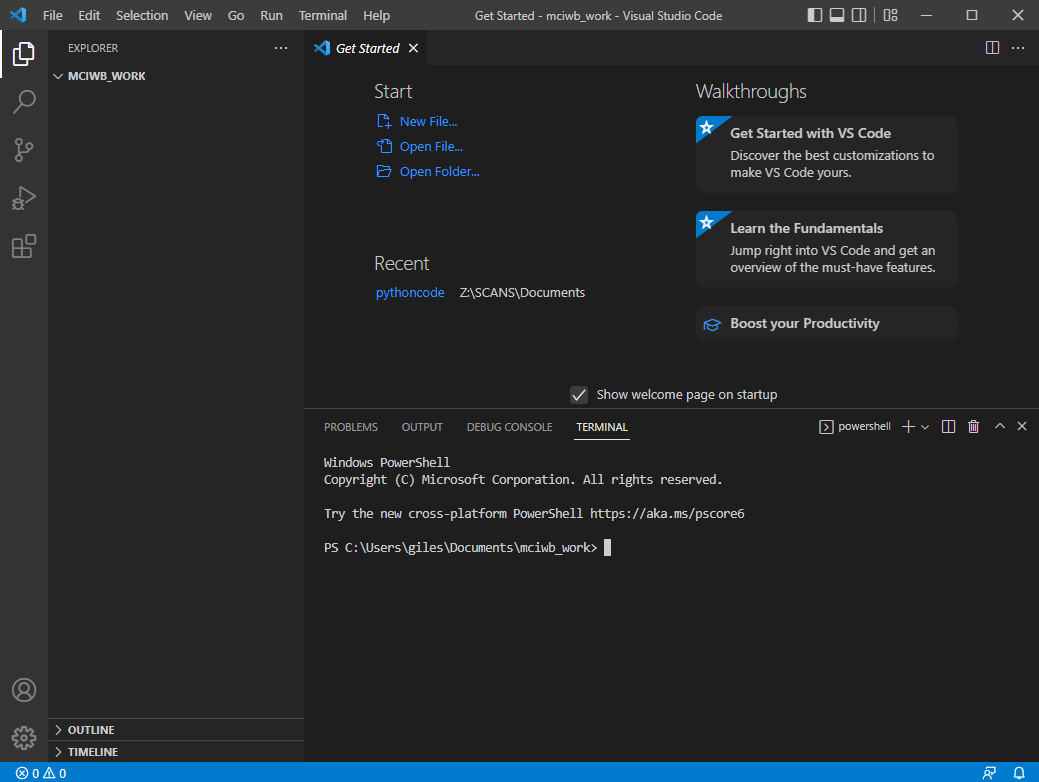 File Edit Selection View Go Run Terminal Help
Get Started - mciwb_work - Visual Studio Code
EXPLORER
MCIWB_WORK
OUTLINE
TIMELINE
Get Started
Start
New File...
Open File...
Open Folder...
Recent
pythoncode Z:\SCANS\Documents
Walkthroughs
Get Started with VS Code
Discover the best customizations to
make VS Code yours.
Learn the Fundamentals
Jump right into VS Code and get an
overview of the must-have features.
Boost your Productivity
Show welcome page on startup
PROBLEMS OUTPUT DEBUG CONSOLE TERMINAL
powershell
Windows PowerShell
Copyright (C) Microsoft Corporation. All rights reserved.
Try the new cross-platform PowerShell https://aka.ms/pscore6
PS C:\Users\giles\Documents\mciwb_work>
0 0